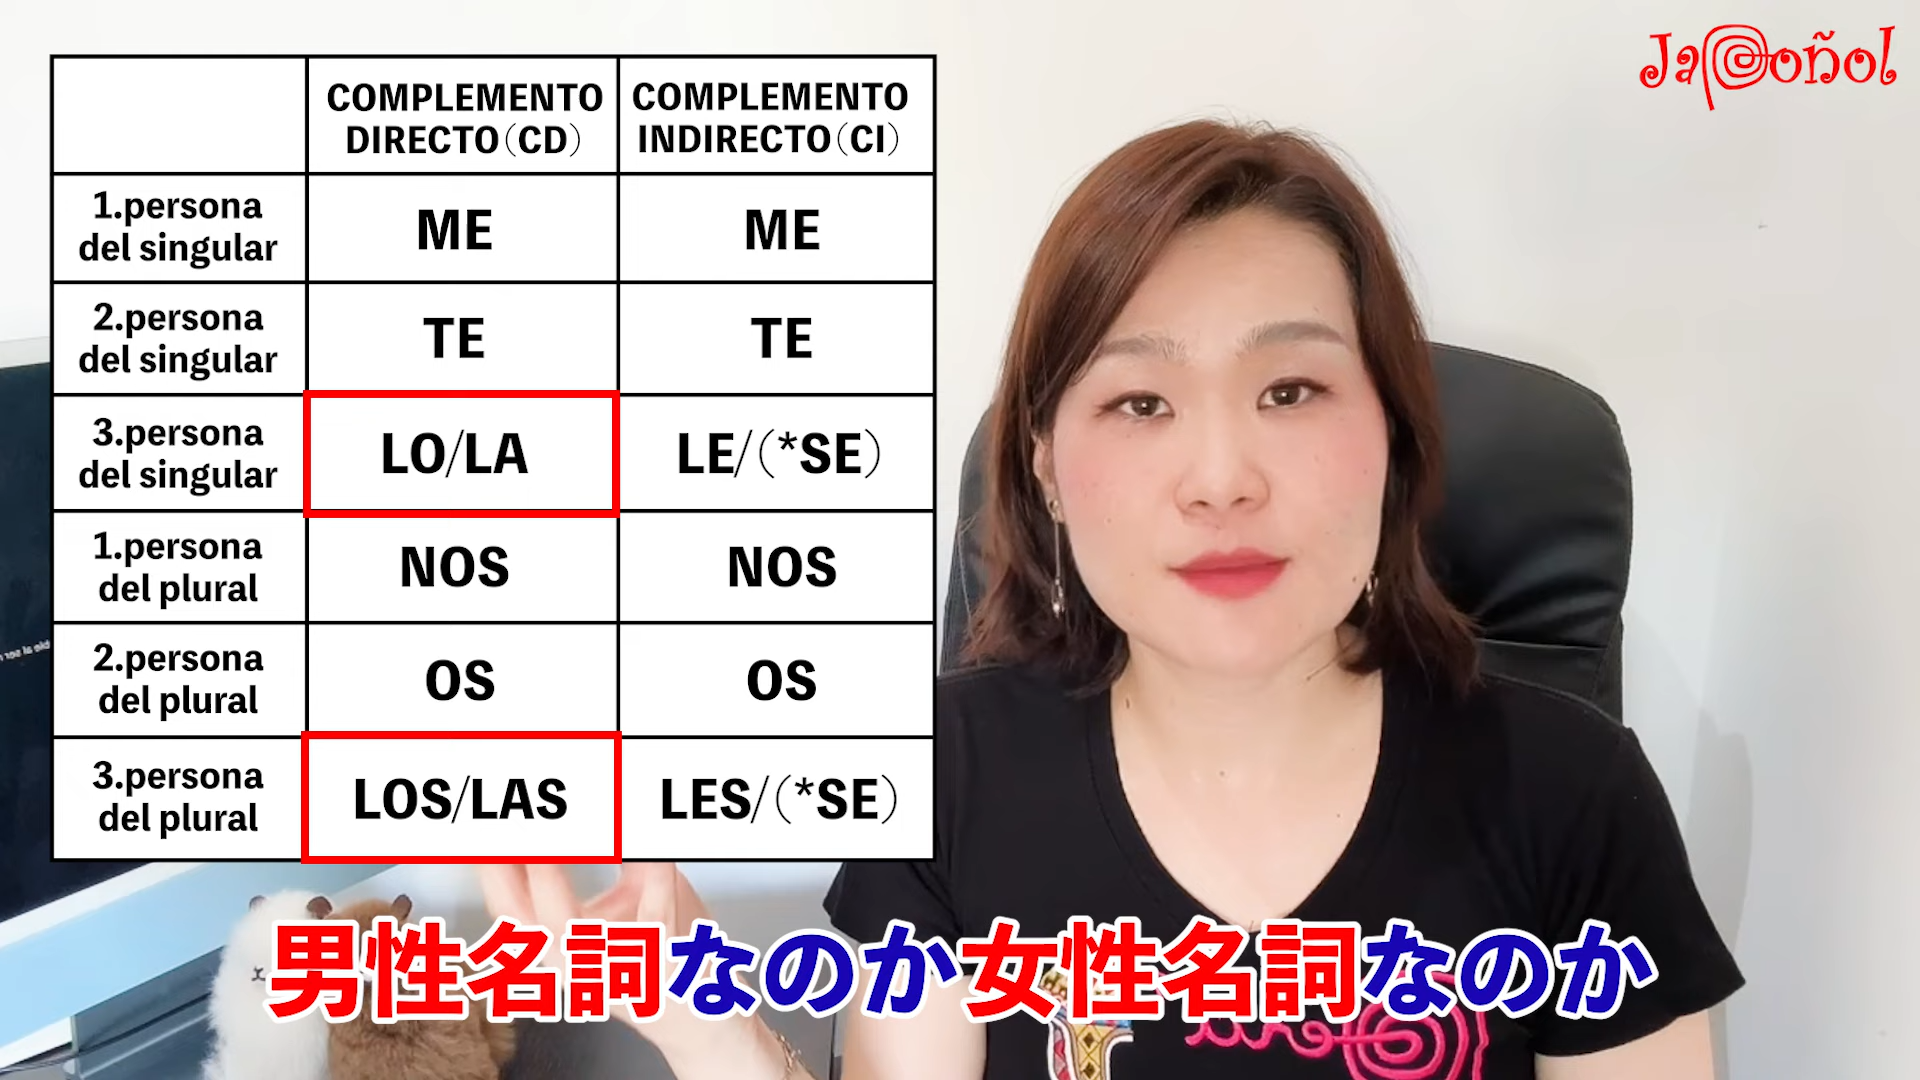 Japoñol
COMPLEMENTO DIRECTO(CD)
COMPLEMENTO INDIRECTO(CI)
1.persona del singular
ME
ME
2.persona del singular
TE
TE
3.persona del singular
LO/LA
LE/(*SE)
1.persona del plural
NOS
NOS
2.persona del plural
OS
OS
3.persona del plural
LOS/LAS
LES/(*SE)
男性名詞なのか女性名詞なのか